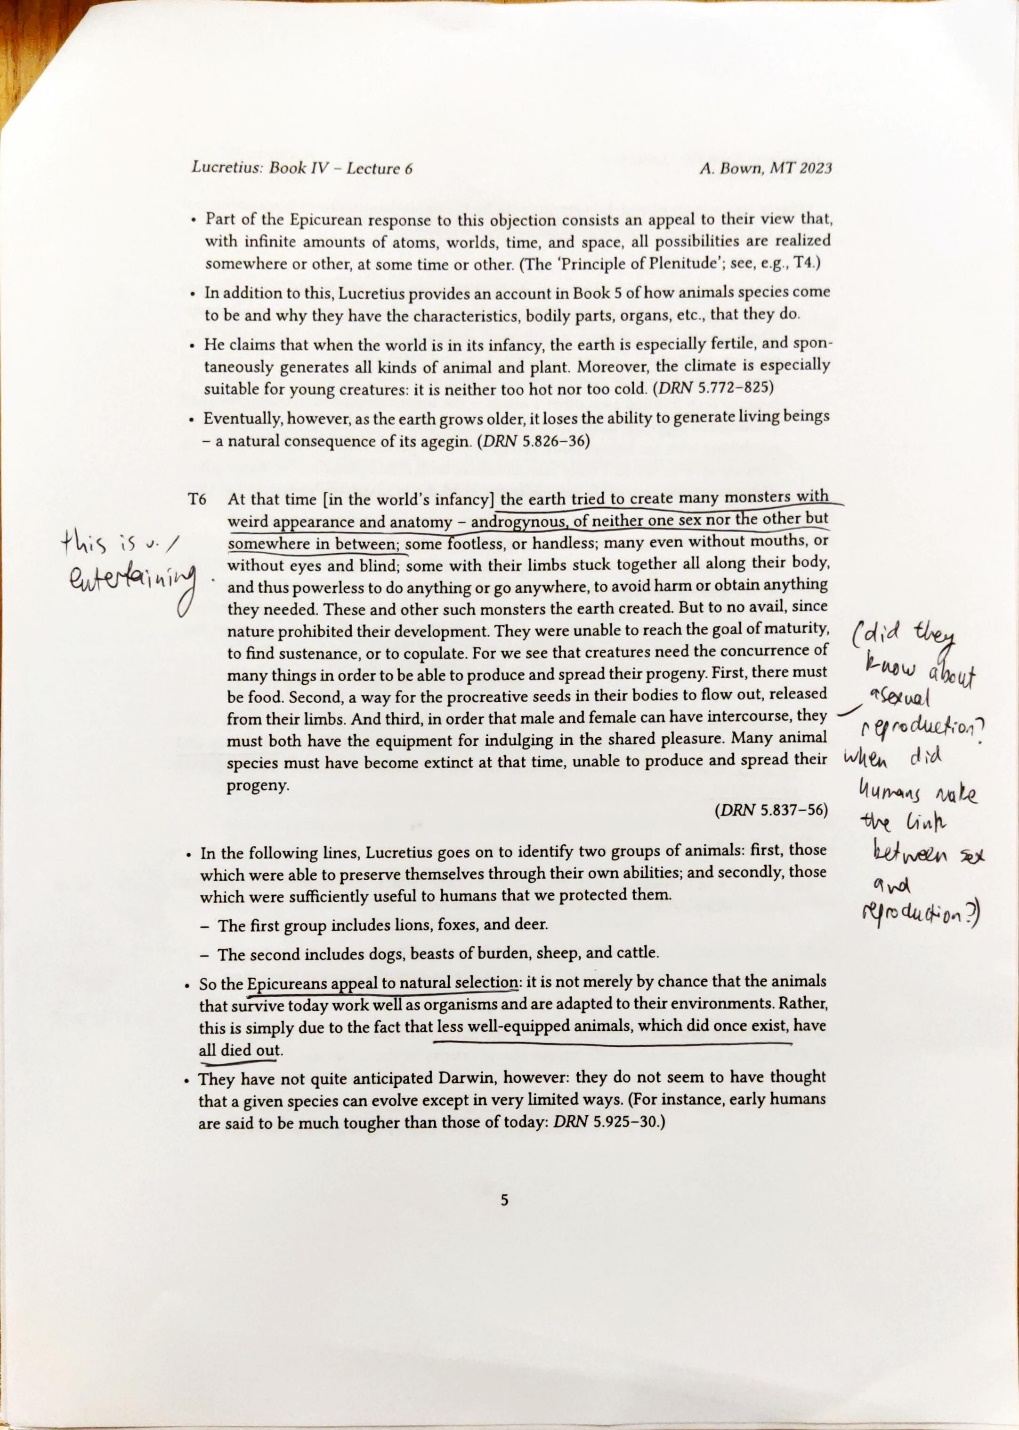 Lucretius: Book IV – Lecture 6
A. Bown, MT 2023
• Part of the Epicurean response to this objection consists an appeal to their view that,
with infinite amounts of atoms, worlds, time, and space, all possibilities are realized
somewhere or other, at some time or other. (The 'Principle of Plenitude'; see, e.g., T4.)
• In addition to this, Lucretius provides an account in Book 5 of how animals species come
to be and why they have the characteristics, bodily parts, organs, etc., that they do.
• He claims that when the world is in its infancy, the earth is especially fertile, and spon-
taneously generates all kinds of animal and plant. Moreover, the climate is especially
suitable for young creatures: it is neither too hot nor too cold. (DRN 5.772–825)
• Eventually, however, as the earth grows older, it loses the ability to generate living beings
– a natural consequence of its agegin. (DRN 5.826–36)
T6 At that time [in the world's infancy] the earth tried to create many monsters with
weird appearance and anatomy – androgynous, of neither one sex nor the other but
somewhere in between; some footless, or handless; many even without mouths, or
without eyes and blind; some with their limbs stuck together all along their body,
and thus powerless to do anything or go anywhere, to avoid harm or obtain anything
they needed. These and other such monsters the earth created. But to no avail, since
nature prohibited their development. They were unable to reach the goal of maturity,
to find sustenance, or to copulate. For we see that creatures need the concurrence of
many things in order to be able to produce and spread their progeny. First, there must
be food. Second, a way for the procreative seeds in their bodies to flow out, released
from their limbs. And third, in order that male and female can have intercourse, they
must both have the equipment for indulging in the shared pleasure. Many animal
species must have become extinct at that time, unable to produce and spread their
progeny.
(DRN 5.837–56)
this is v.
entertaining.
(did they
know about
asexual
reproduction?
when did
humans make
the link
between sex
and
reproduction?)
• In the following lines, Lucretius goes on to identify two groups of animals: first, those
which were able to preserve themselves through their own abilities; and secondly, those
which were sufficiently useful to humans that we protected them.
– The first group includes lions, foxes, and deer.
– The second includes dogs, beasts of burden, sheep, and cattle.
• So the Epicureans appeal to natural selection: it is not merely by chance that the animals
that survive today work well as organisms and are adapted to their environments. Rather,
this is simply due to the fact that less well-equipped animals, which did once exist, have
all died out.
• They have not quite anticipated Darwin, however: they do not seem to have thought
that a given species can evolve except in very limited ways. (For instance, early humans
are said to be much tougher than those of today: DRN 5.925–30.)
5